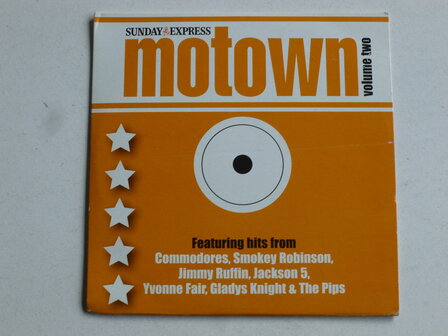 SUNDAY EXPRESS
motown
volume two
Featuring hits from
Commodores, Smokey Robinson,
Jimmy Ruffin, Jackson 5,
Yvonne Fair, Gladys Knight & The Pips